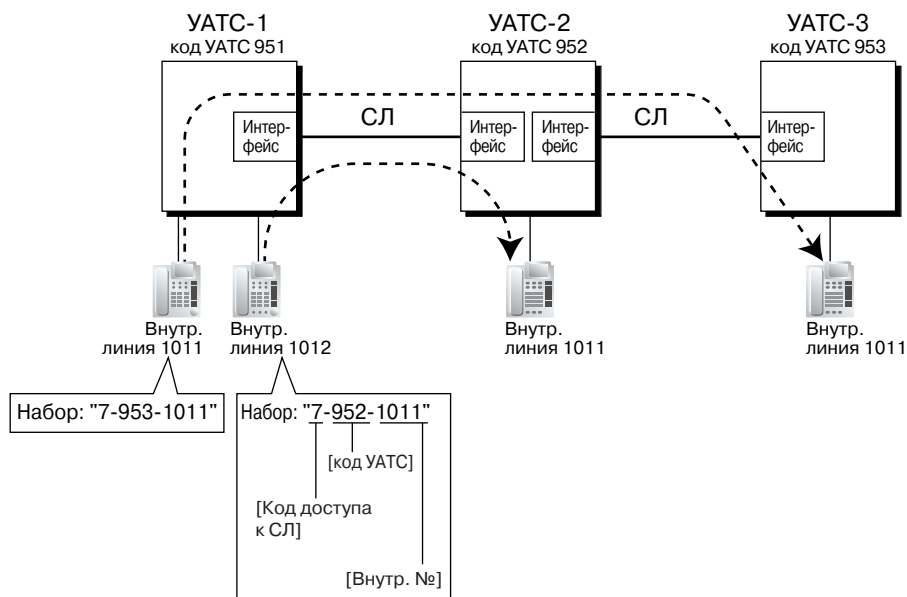 УАТС-1
код УАТС 951
УАТС-2
код УАТС 952
УАТС-3
код УАТС 953
Интер-
фейс
СЛ
Интер-
фейс
Интер-
фейс
СЛ
Интер-
фейс
Внутр.
линия 1011
Внутр.
линия 1012
Внутр.
линия 1011
Внутр.
линия 1011
Набор: "7-953-1011"
Набор: "7-952-1011"
[код УАТС]
[Код доступа
к СЛ]
[Внутр. №]